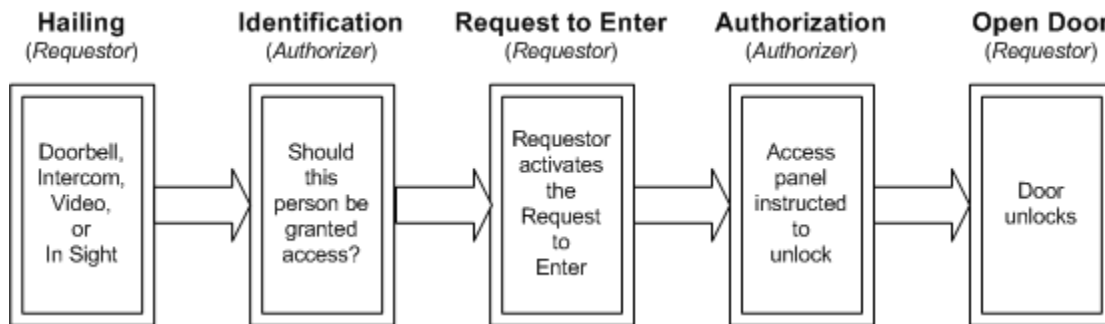 Hailing
(Requestor)
Identification
(Authorizer)
Request to Enter
(Requestor)
Authorization
(Authorizer)
Open Door
(Requestor)
Doorbell,
Intercom,
Video,
or
In Sight
Should
this
person be
granted
access?
Requestor
activates
the
Request
to
Enter
Access
panel
instructed
to
unlock
Door
unlocks